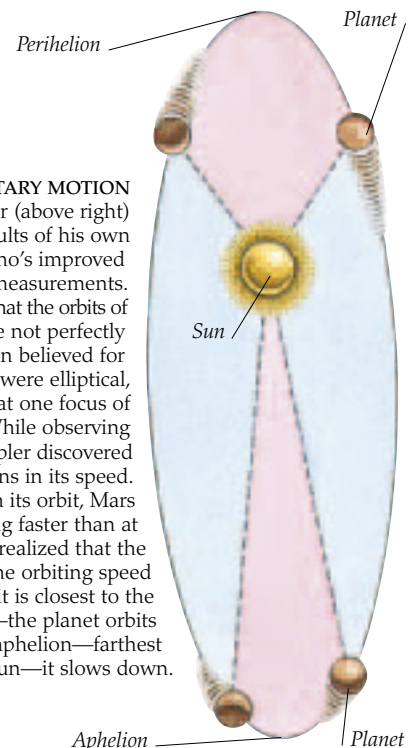 Perihelion
Planet
TARY MOTION
r (above right)
ults of his own
ho's improved
measurements.
hat the orbits of
e not perfectly
n believed for
were elliptical,
at one focus of
While observing
pler discovered
ns in its speed.
n its orbit, Mars
g faster than at
realized that the
he orbiting speed
it is closest to the
–the planet orbits
aphelion—farthest
un—it slows down.
Sun
Aphelion
Planet